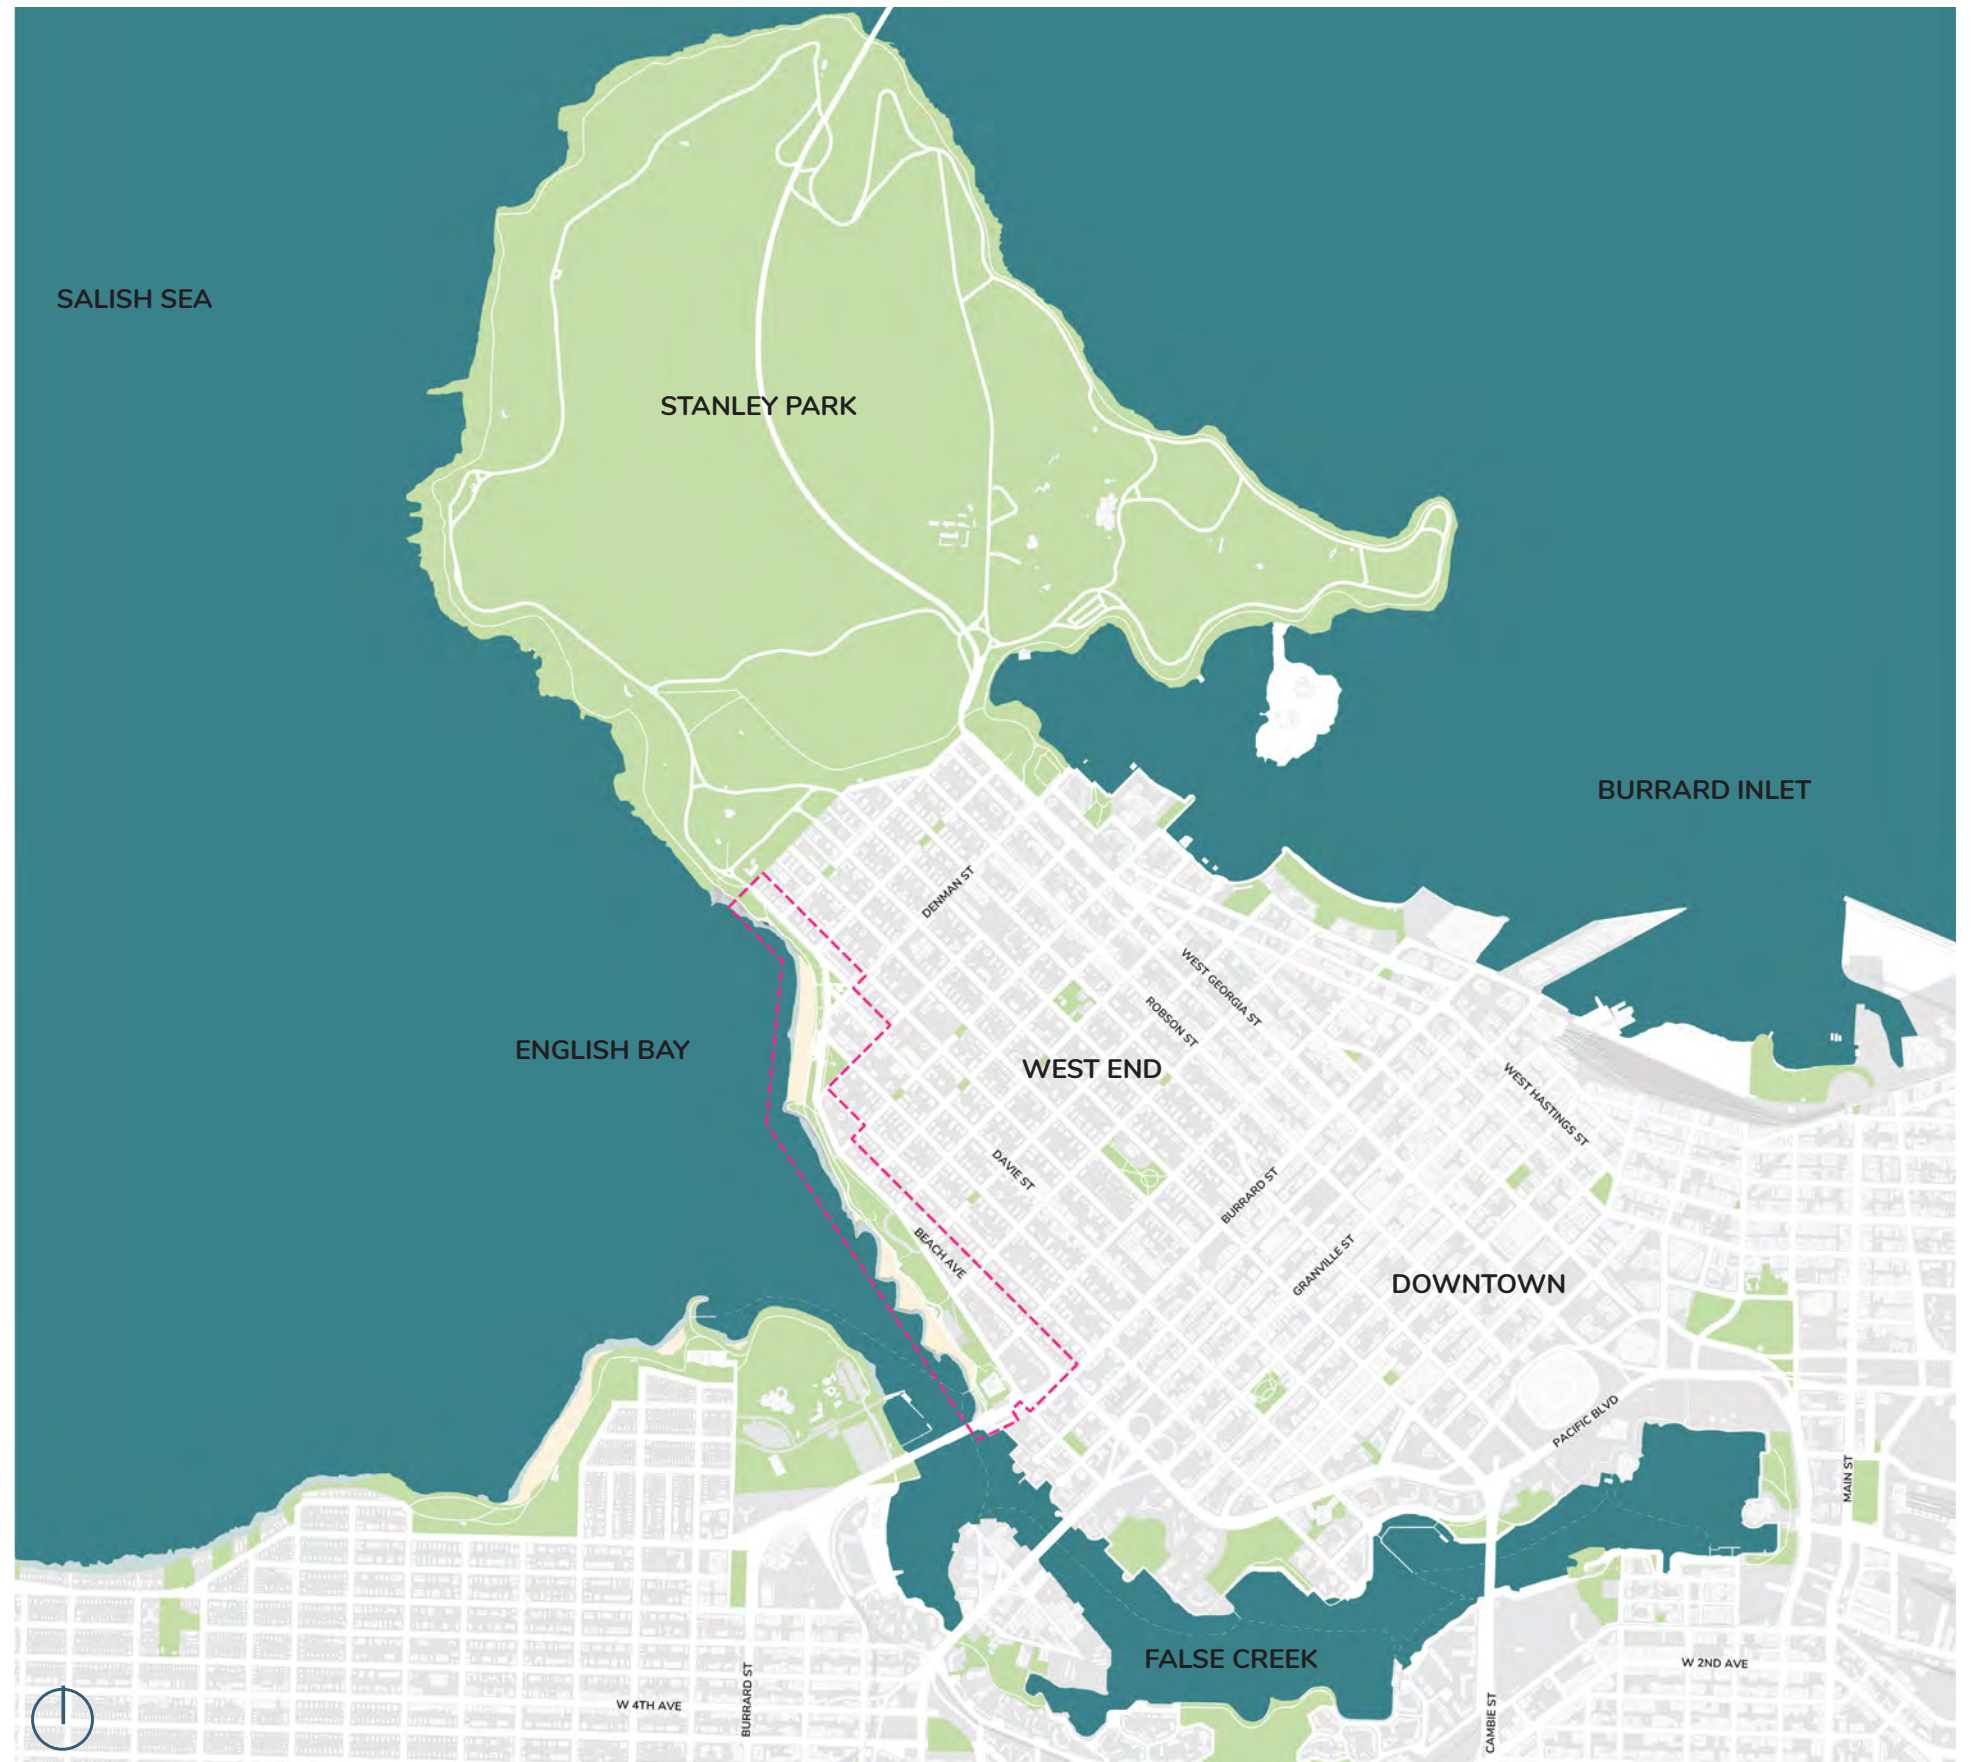 SALISH SEA
STANLEY PARK
BURRARD INLET
DENMAN ST
WEST GEORGIA ST
ROBSON ST
ENGLISH BAY
WEST END
WEST HASTINGS ST
DAVIE ST
BURRARD ST
BEACH AVE
GRANVILLE ST
DOWNTOWN
PACIFIC BLVD
MAIN ST
FALSE CREEK
W 2ND AVE
W 4TH AVE
BURRARD ST
CAMBIE ST